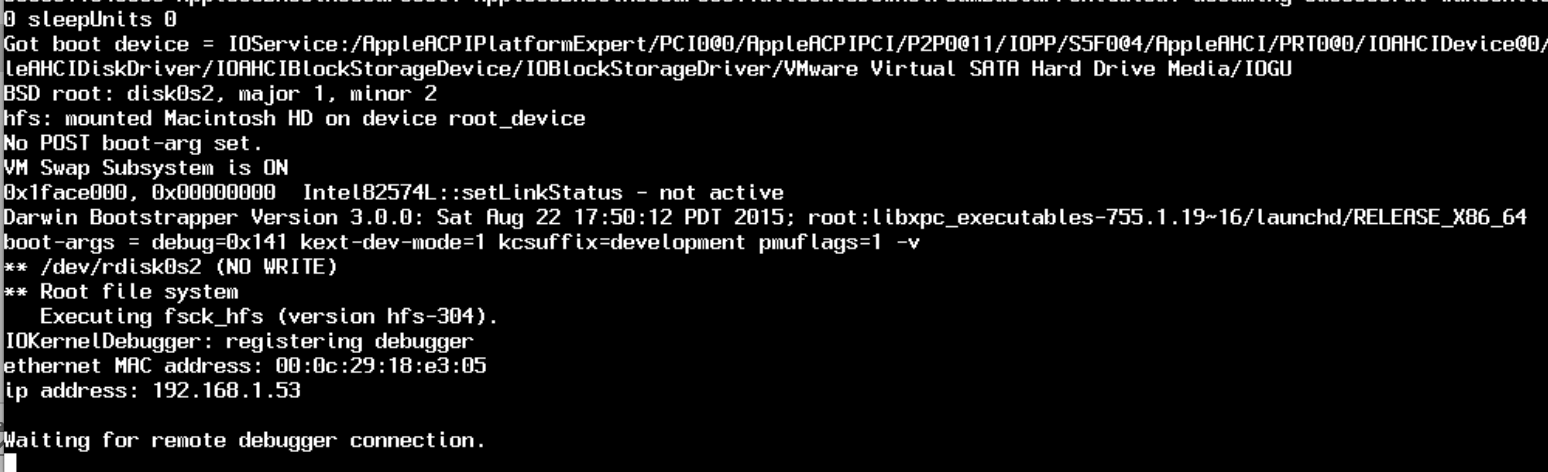 0 sleepUnits 0
Got boot device = IOService:/AppleACPIPlatformExpert/PCI0@0/AppleACPIPCI/P2P0@11/IOPP/S5F0@4/AppleAHCI/PRT0@0/IOAHCIDevice@0/
leAHCIDiskDriver/IOAHCIBlockStorageDevice/IOBlockStorageDriver/VMware Virtual SATA Hard Drive Media/IOGU
BSD root: disk0s2, major 1, minor 2
hfs: mounted Macintosh HD on device root_device
No POST boot-arg set.
VM Swap Subsystem is ON
0x1face000, 0x00000000  Intel82574L::setLinkStatus - not active
Darwin Bootstrapper Version 3.0.0: Sat Aug 22 17:50:12 PDT 2015; root:libxpc_executables-755.1.19~16/launchd/RELEASE_X86_64
boot-args = debug=0x141 kext-dev-mode=1 kcsuffix=development pmuflags=1 -v
** /dev/rdisk0s2 (NO WRITE)
** Root file system
   Executing fsck_hfs (version hfs-304).
IOKernelDebugger: registering debugger
ethernet MAC address: 00:0c:29:18:e3:05
ip address: 192.168.1.53
Waiting for remote debugger connection.